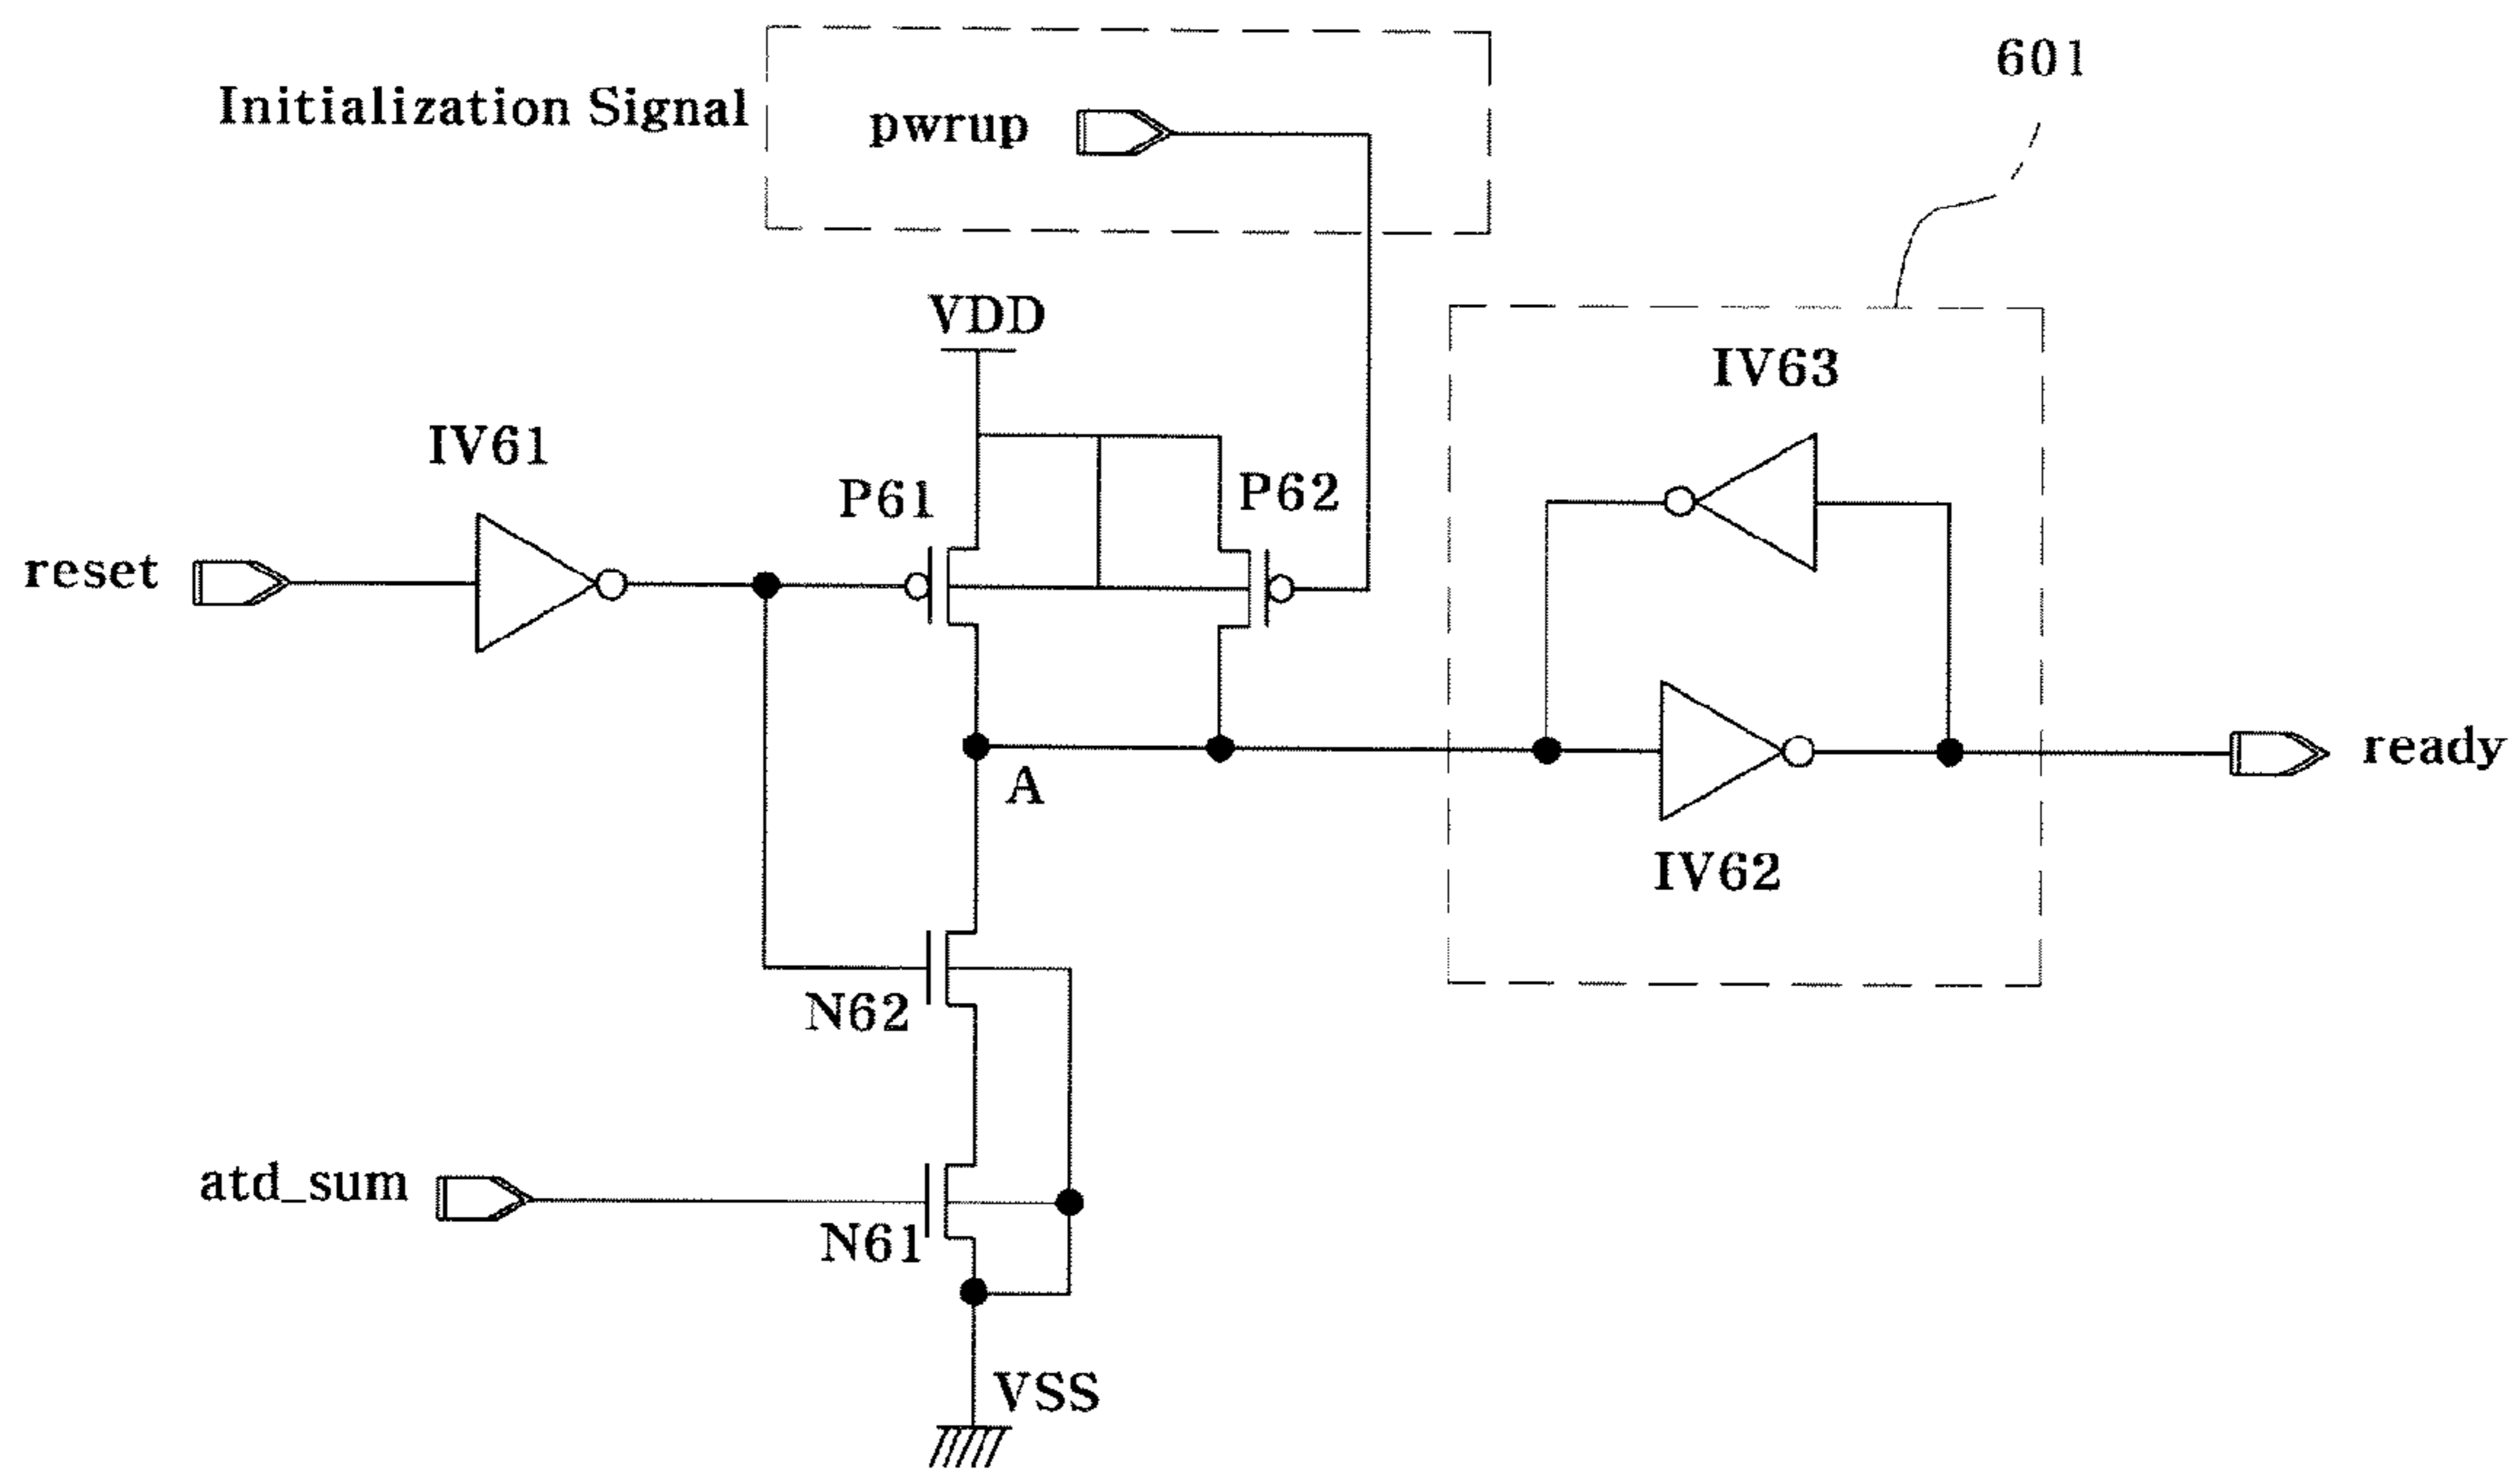 601
Initialization Signal
pwrup
VDD
IV63
IV61
P61
P62
reset
ready
A
IV62
N62
atd_sum
N61
VSS